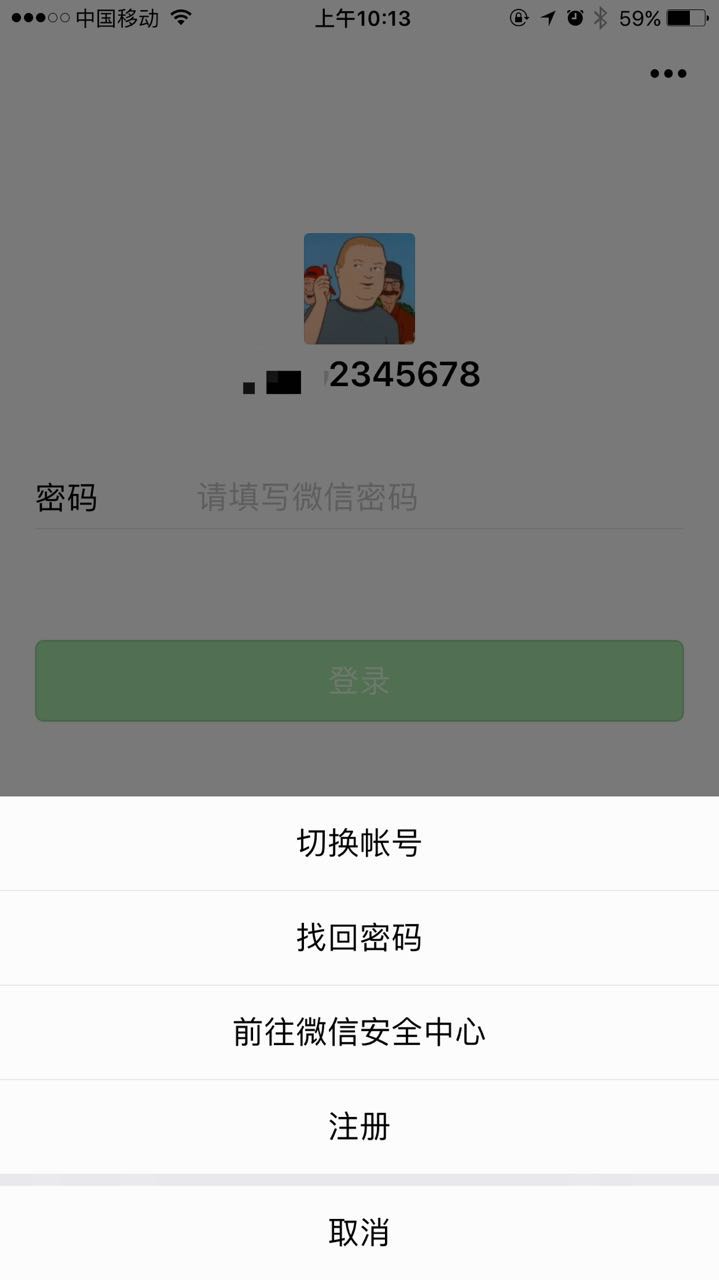 中国移动 上午10:13 59%
2345678
密码 请填写微信密码
登录
切换帐号
找回密码
前往微信安全中心
注册
取消